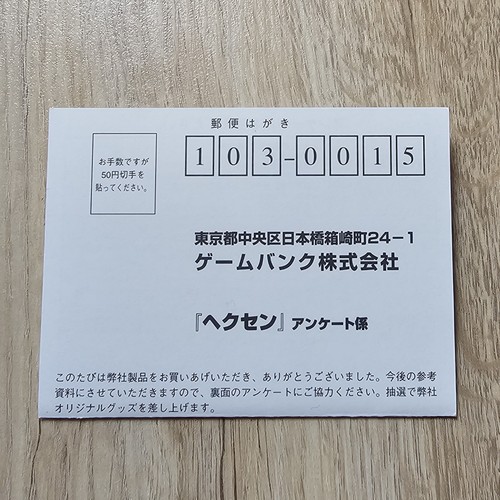 郵便はがき
お手数ですが
50円切手を
貼ってください。
103-0015
東京都中央区日本橋箱崎町24-1
ゲームバンク株式会社
『ヘクセン』アンケート係
このたびは弊社製品をお買いあげいただき、ありがとうございました。今後の参考
資料にさせていただきますので、裏面のアンケートにご協力ください。抽選で弊社
オリジナルグッズを差し上げます。